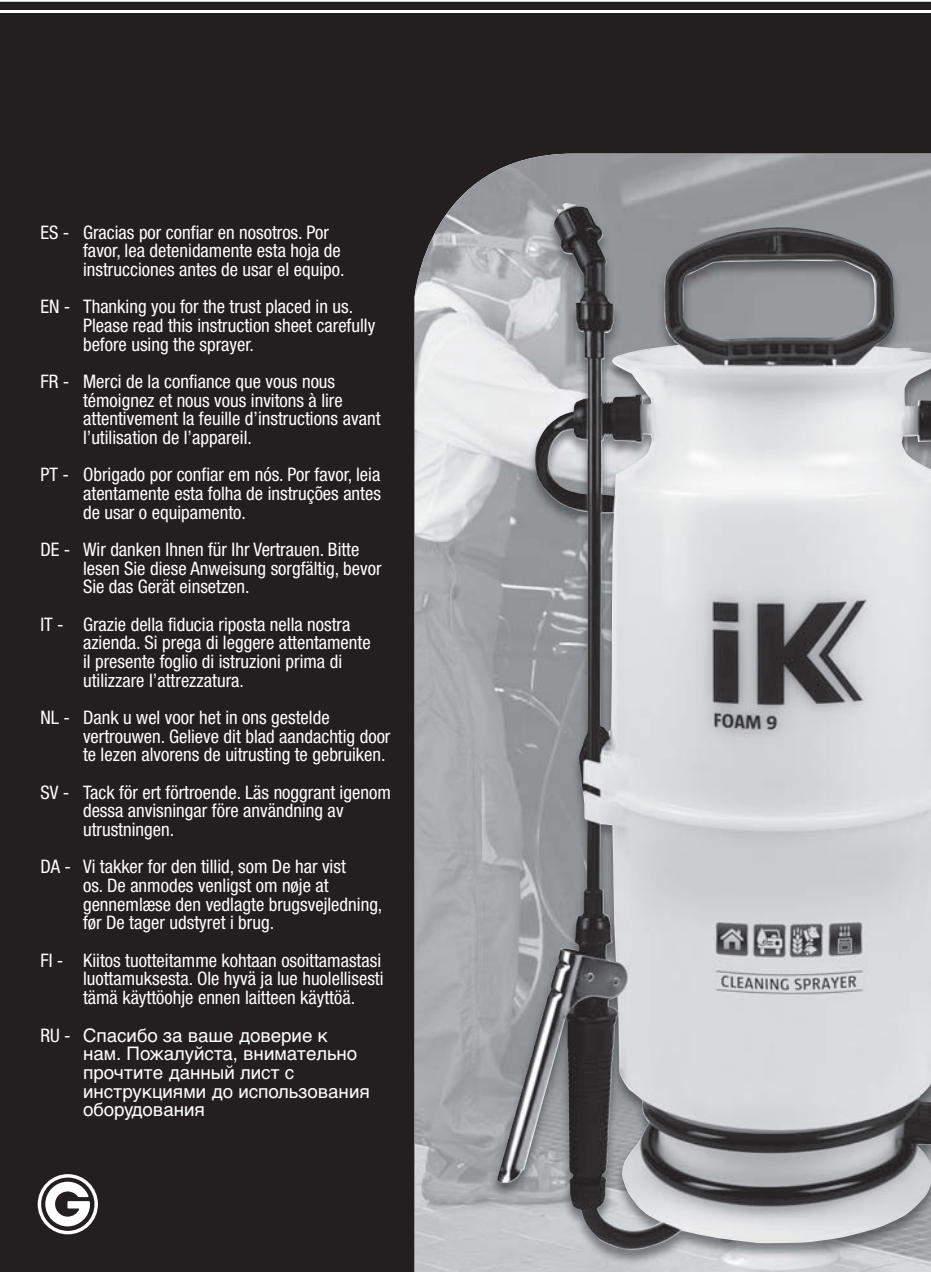 ES - Gracias por confiar en nosotros. Por
favor, lea detenidamente esta hoja de
instrucciones antes de usar el equipo.
EN - Thanking you for the trust placed in us.
Please read this instruction sheet carefully
before using the sprayer.
FR - Merci de la confiance que vous nous
témoignez et nous vous invitons à lire
attentivement la feuille d’instructions avant
l’utilisation de l’appareil.
PT - Obrigado por confiar em nós. Por favor, leia
atentamente esta folha de instruções antes
de usar o equipamento.
DE - Wir danken Ihnen für Ihr Vertrauen. Bitte
lesen Sie diese Anweisung sorgfältig, bevor
Sie das Gerät einsetzen.
IT - Grazie della fiducia riposta nella nostra
azienda. Si prega di leggere attentamente
il presente foglio di istruzioni prima di
utilizzare l’attrezzatura.
NL - Dank u wel voor het in ons gestelde
vertrouwen. Gelieve dit blad aandachtig door
te lezen alvorens de uitrusting te gebruiken.
SV - Tack för ert förtroende. Läs noggrant igenom
dessa anvisningar före användning av
utrustningen.
DA - Vi takker for den tillid, som De har vist
os. De anmodes venligst om nøje at
gennemlæse den vedlagte brugsvejledning,
før De tager udstyret i brug.
FI - Kiitos tuotteitamme kohtaan osoittamastasi
luottamuksesta. Ole hyvä ja lue huolellisesti
tämä käyttöohje ennen laitteen käyttöä.
RU - Спасибо за ваше доверие к
нам. Пожалуйста, внимательно
прочтите данный лист с
инструкциями до использования
оборудования
G
iK
FOAM 9
CLEANING SPRAYER